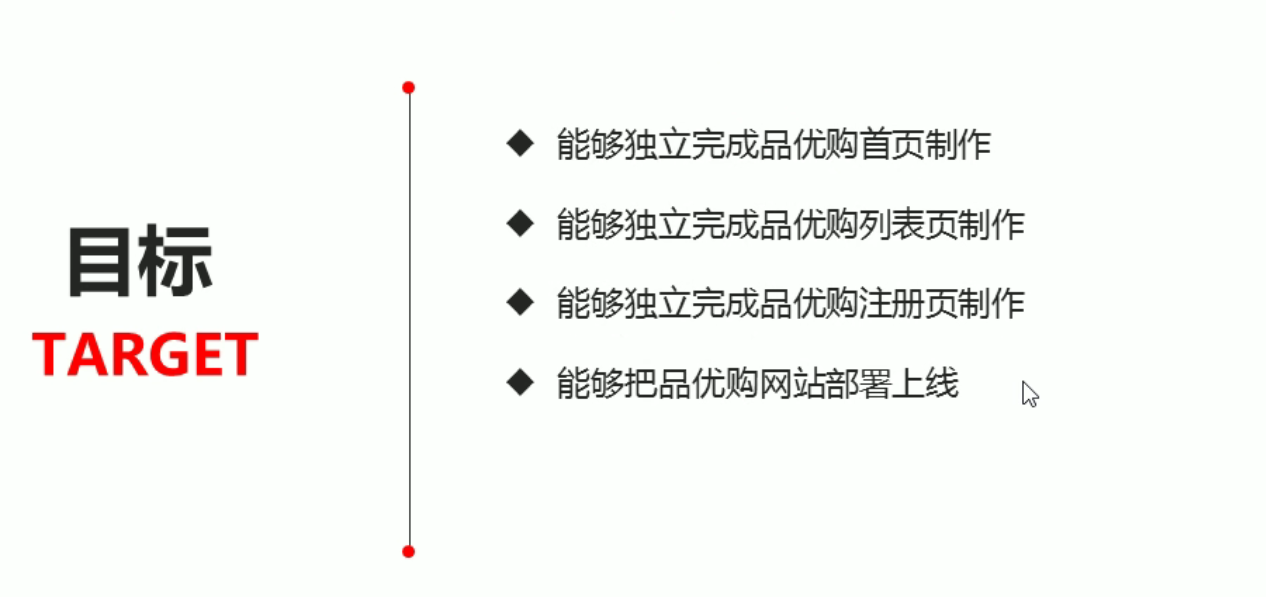 目标
TARGET
能够独立完成品优购首页制作
能够独立完成品优购列表页制作
能够独立完成品优购注册页制作
能够把品优购网站部署上线